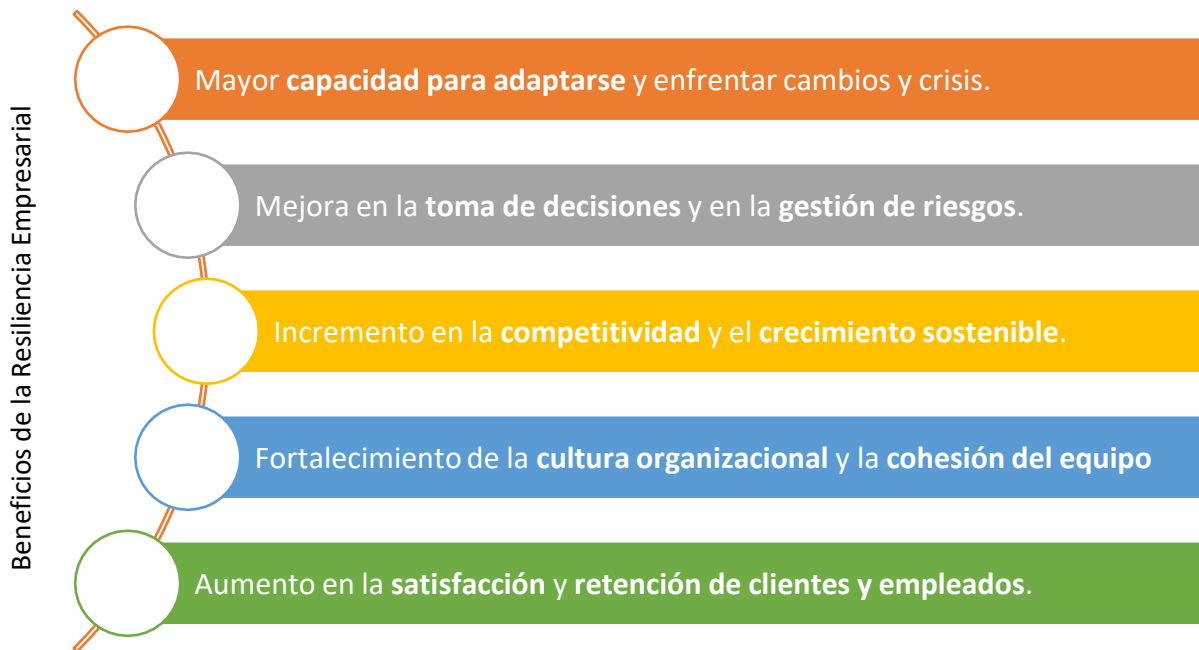 Beneficios de la Resiliencia Empresarial
Mayor capacidad para adaptarse y enfrentar cambios y crisis.
Mejora en la toma de decisiones y en la gestión de riesgos.
Incremento en la competitividad y el crecimiento sostenible.
Fortalecimiento de la cultura organizacional y la cohesión del equipo
Aumento en la satisfacción y retención de clientes y empleados.